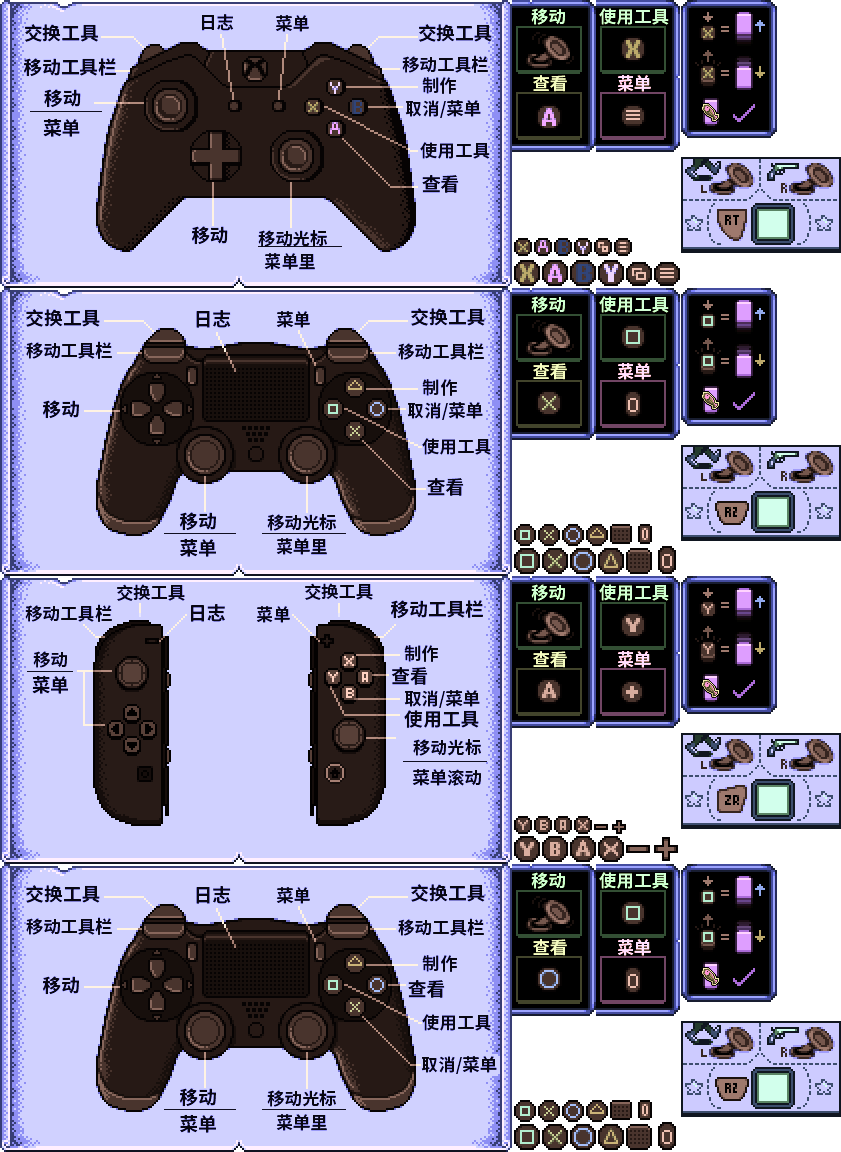 日志 菜单
交换工具 交换工具
移动工具栏 移动工具栏
Y 制作
移动 X B 取消/菜单
菜单 A
使用工具
查看
移动 移动光标
菜单里
移动 使用工具
X
查看 菜单
A
X
X
L R
RT
X A B Y
X A B Y
交换工具 日志 菜单 交换工具
移动工具栏 移动工具栏
制作
移动 取消/菜单
使用工具
查看
移动 移动光标
菜单 菜单里
移动 使用工具
查看 菜单
L R
R2
交换工具 交换工具
移动工具栏 日志 菜单 移动工具栏
移动 X 制作
菜单 Y A 查看
B 取消/菜单
使用工具
移动光标
菜单滚动
移动 使用工具
Y
查看 菜单
A +
Y
Y
L R
ZR
Y B A X - +
Y B A X - +
交换工具 日志 菜单 交换工具
移动工具栏 移动工具栏
制作
移动 查看
使用工具
取消/菜单
移动 移动光标
菜单 菜单里
移动 使用工具
查看 菜单
L R
R2